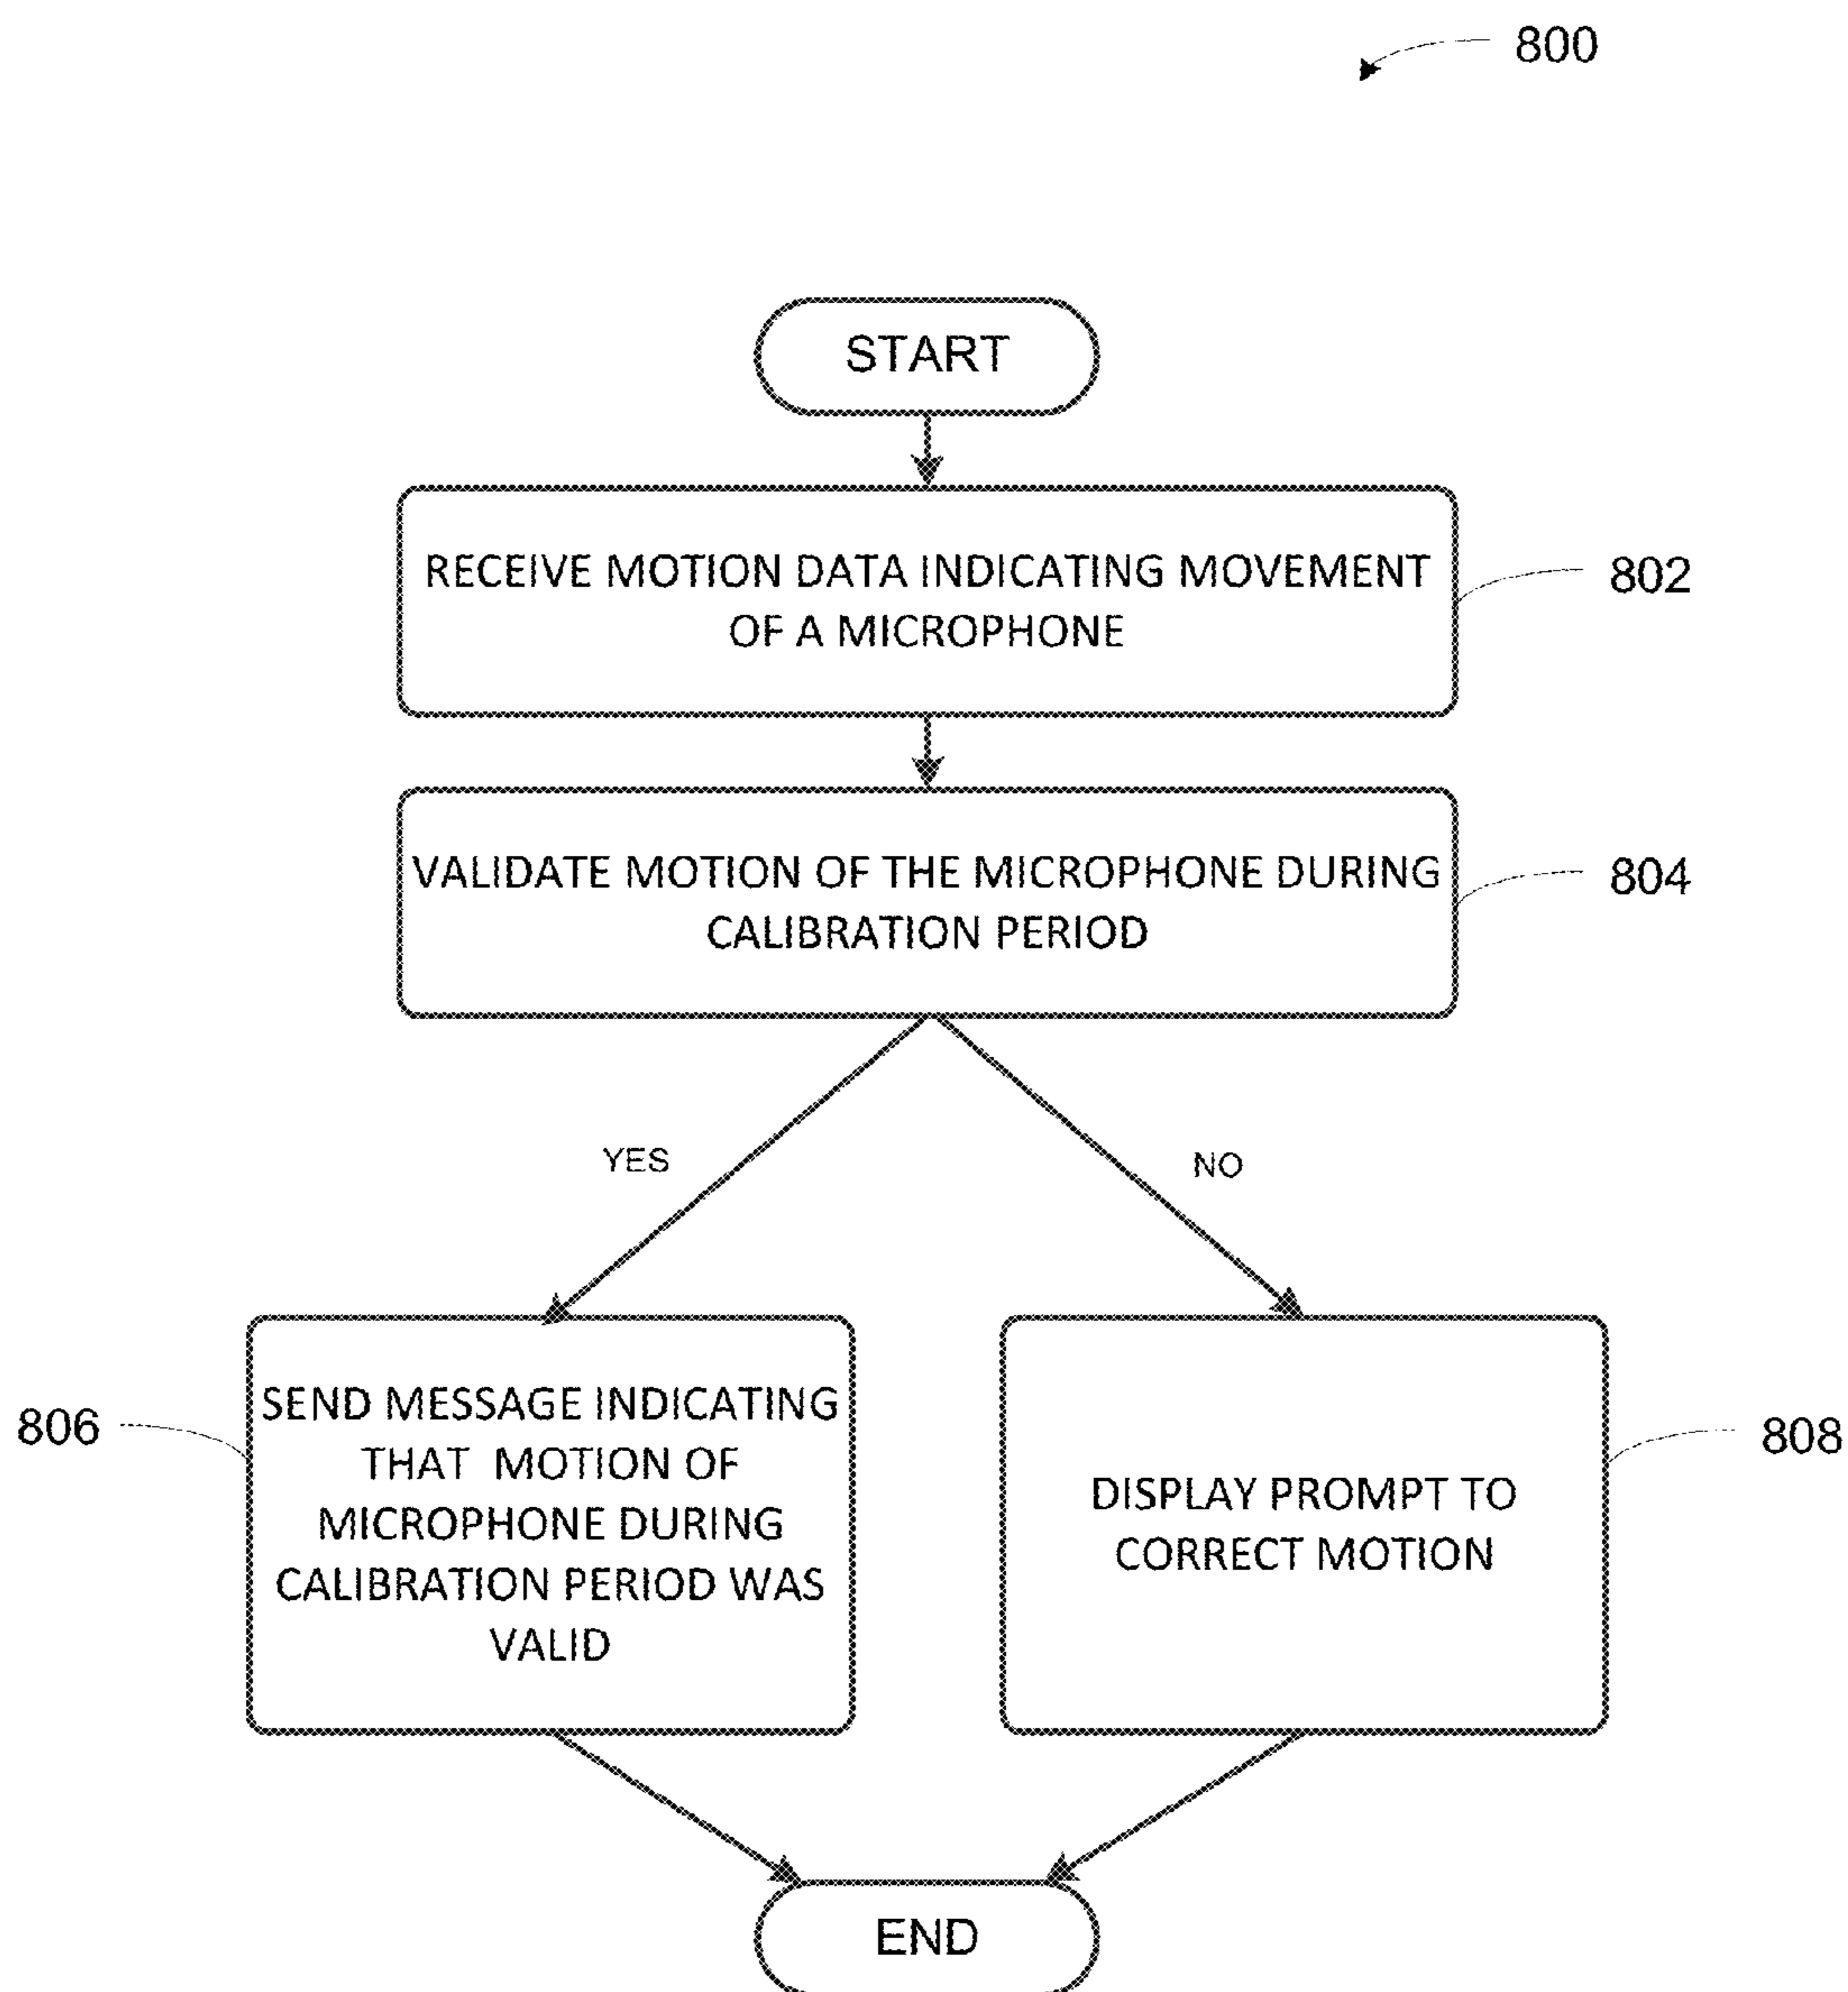 800
START
RECEIVE MOTION DATA INDICATING MOVEMENT
OF A MICROPHONE
802
VALIDATE MOTION OF THE MICROPHONE DURING
CALIBRATION PERIOD
804
YES
NO
806
SEND MESSAGE INDICATING
THAT MOTION OF
MICROPHONE DURING
CALIBRATION PERIOD WAS
VALID
DISPLAY PROMPT TO
CORRECT MOTION
808
END